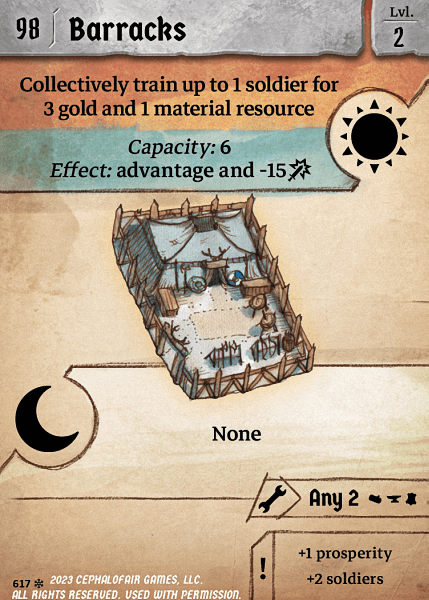 98 Barracks
Lvl.
2
Collectively train up to 1 soldier for
3 gold and 1 material resource
Capacity: 6
Effect: advantage and -15
None
Any 2
+1 prosperity
! +2 soldiers
617 2023 CEPHALOFAIR GAMES, LLC.
ALL RIGHTS RESERVED. USED WITH PERMISSION.